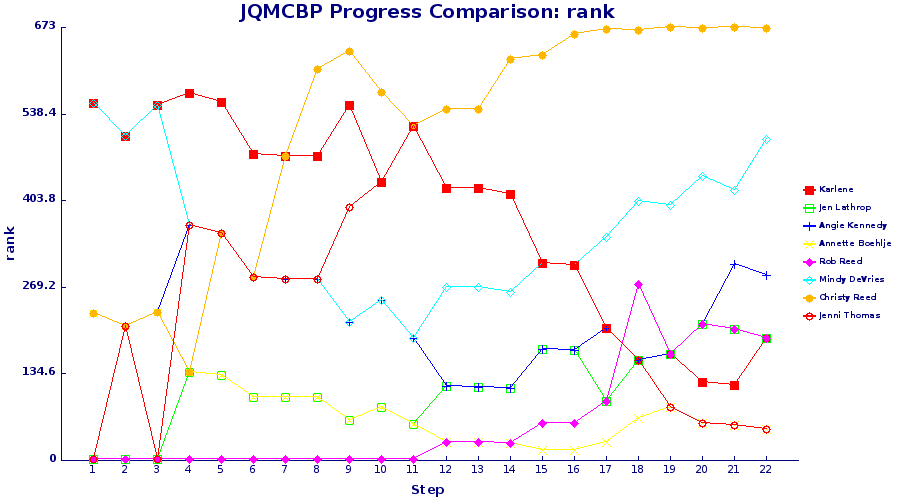 JQMCBP Progress Comparison: rank
673
538.4
403.8
269.2
134.6
0
rank
1 2 3 4 5 6 7 8 9 10 11 12 13 14 15 16 17 18 19 20 21 22
Step
Karlene
Jen Lathrop
Angie Kennedy
Annette Boehlje
Rob Reed
Mindy DeVries
Christy Reed
Jenni Thomas